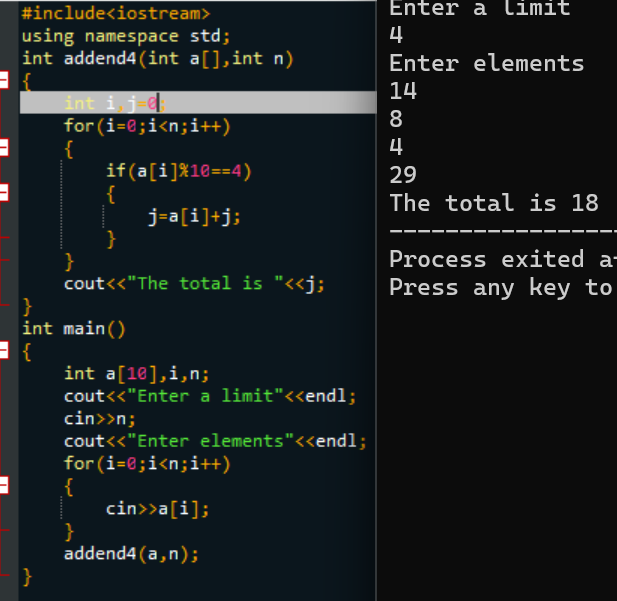 #include<iostream>
using namespace std;
int addend4(int a[],int n)
{
    int i,j=0;
    for(i=0;i<n;i++)
    {
        if(a[i]%10==4)
        {
            j=a[i]+j;
        }
    }
    cout<<"The total is "<<j;
}
int main()
{
    int a[10],i,n;
    cout<<"Enter a limit"<<endl;
    cin>>n;
    cout<<"Enter elements"<<endl;
    for(i=0;i<n;i++)
    {
        cin>>a[i];
    }
    addend4(a,n);
}
Enter a limit
4
Enter elements
14
8
4
29
The total is 18
----------------
Process exited a
Press any key to